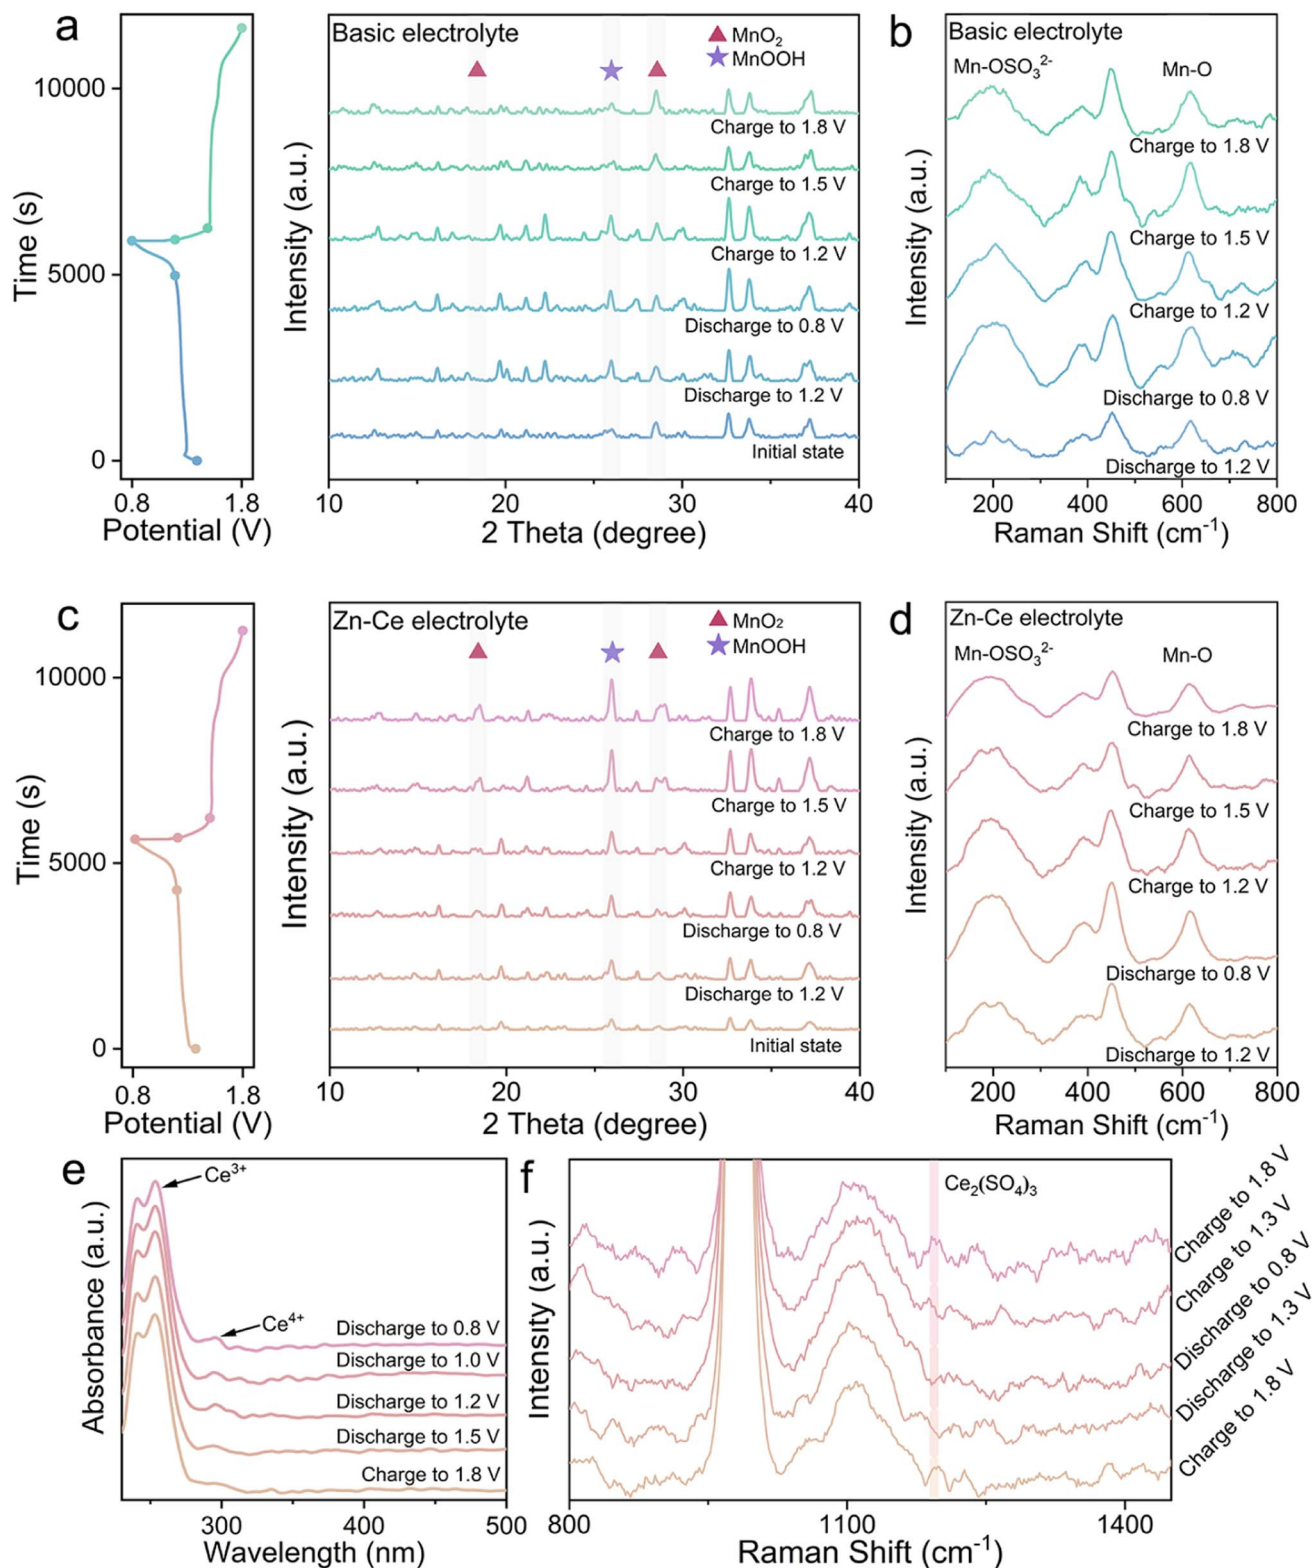 a
Time (s)
10000
5000
0
0.8 1.8
Potential (V)
Basic electrolyte
MnO₂
MnOOH
Intensity (a.u.)
Charge to 1.8 V
Charge to 1.5 V
Charge to 1.2 V
Discharge to 0.8 V
Discharge to 1.2 V
Initial state
10 20 30 40
2 Theta (degree)
b
Basic electrolyte
Mn-OSO₃²⁻ Mn-O
Intensity (a.u.)
Charge to 1.8 V
Charge to 1.5 V
Charge to 1.2 V
Discharge to 0.8 V
Discharge to 1.2 V
200 400 600 800
Raman Shift (cm⁻¹)
c
Time (s)
10000
5000
0
0.8 1.8
Potential (V)
Zn-Ce electrolyte
MnO₂
MnOOH
Intensity (a.u.)
Charge to 1.8 V
Charge to 1.5 V
Charge to 1.2 V
Discharge to 0.8 V
Discharge to 1.2 V
Initial state
10 20 30 40
2 Theta (degree)
d
Zn-Ce electrolyte
Mn-OSO₃²⁻ Mn-O
Intensity (a.u.)
Charge to 1.8 V
Charge to 1.5 V
Charge to 1.2 V
Discharge to 0.8 V
Discharge to 1.2 V
200 400 600 800
Raman Shift (cm⁻¹)
e
Absorbance (a.u.)
Ce³⁺
Ce⁴⁺
Discharge to 0.8 V
Discharge to 1.0 V
Discharge to 1.2 V
Discharge to 1.5 V
Charge to 1.8 V
300 400 500
Wavelength (nm)
f
Intensity (a.u.)
Ce₂(SO₄)₃
Charge to 1.8 V
Charge to 1.3 V
Discharge to 0.8 V
Discharge to 1.3 V
Charge to 1.8 V
800 1100 1400
Raman Shift (cm⁻¹)